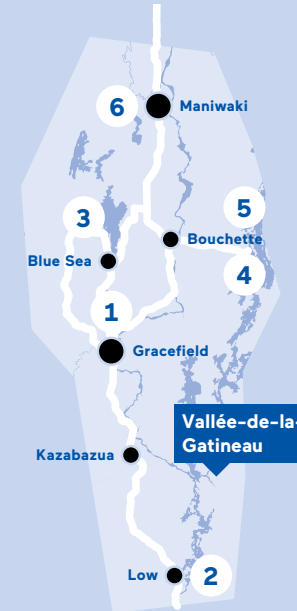 6
Maniwaki
5
3
Bouchette
Blue Sea
4
1
Gracefield
Vallée-de-la-
Gatineau
Kazabazua
Low
2